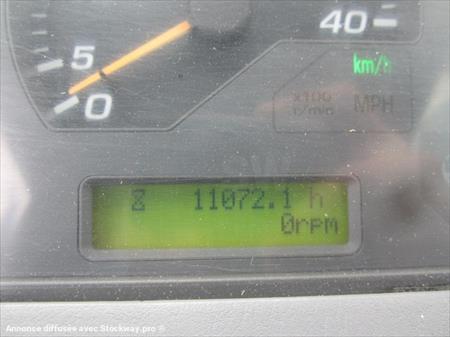 5
0
40
km/h
x100
r/min
MPH
11072.1 h
0rpm
Annonce diffusée avec Stockway.pro ®